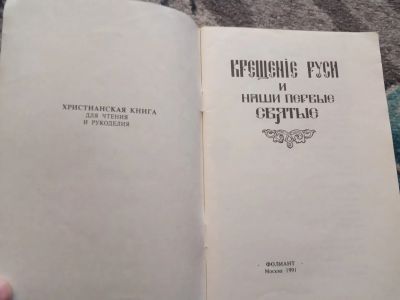 ХРИСТИАНСКАЯ КНИГА
ДЛЯ ЧТЕНИЯ
И РУКОДЕЛИЯ
КРЕЩЕНІЕ РУСИ
И
НАШИ ПЕРВЫЕ
СВЯТЫЕ
· ФОЛИАНТ ·
Москва 1991